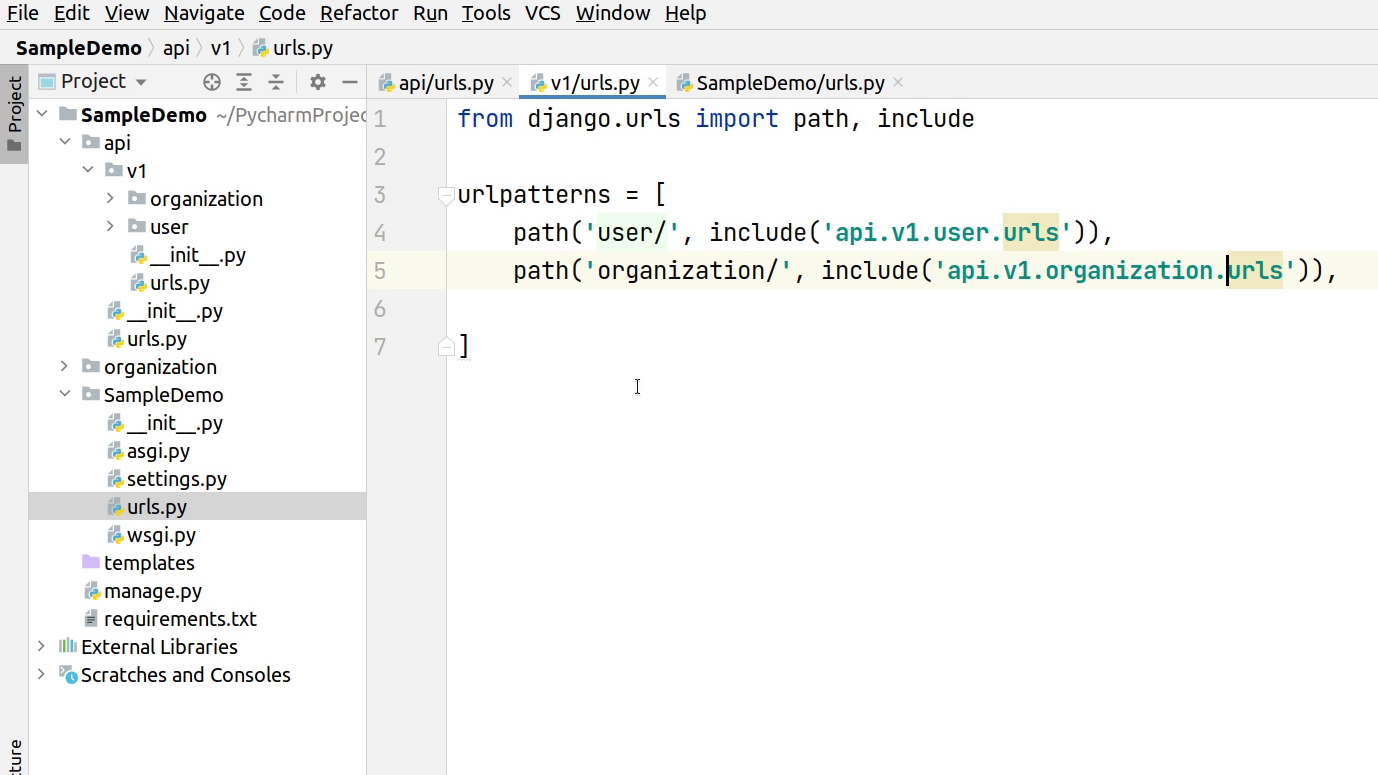 File Edit View Navigate Code Refactor Run Tools VCS Window Help
SampleDemo api v1 urls.py
Project
Project
SampleDemo ~/PycharmProjec
api
v1
organization
user
__init__.py
urls.py
__init__.py
urls.py
organization
SampleDemo
__init__.py
asgi.py
settings.py
urls.py
wsgi.py
templates
manage.py
requirements.txt
External Libraries
Scratches and Consoles
cture
api/urls.py v1/urls.py SampleDemo/urls.py
1 from django.urls import path, include
2
3 urlpatterns = [
4 path('user/', include('api.v1.user.urls')),
5 path('organization/', include('api.v1.organization.urls')),
6
7 ]